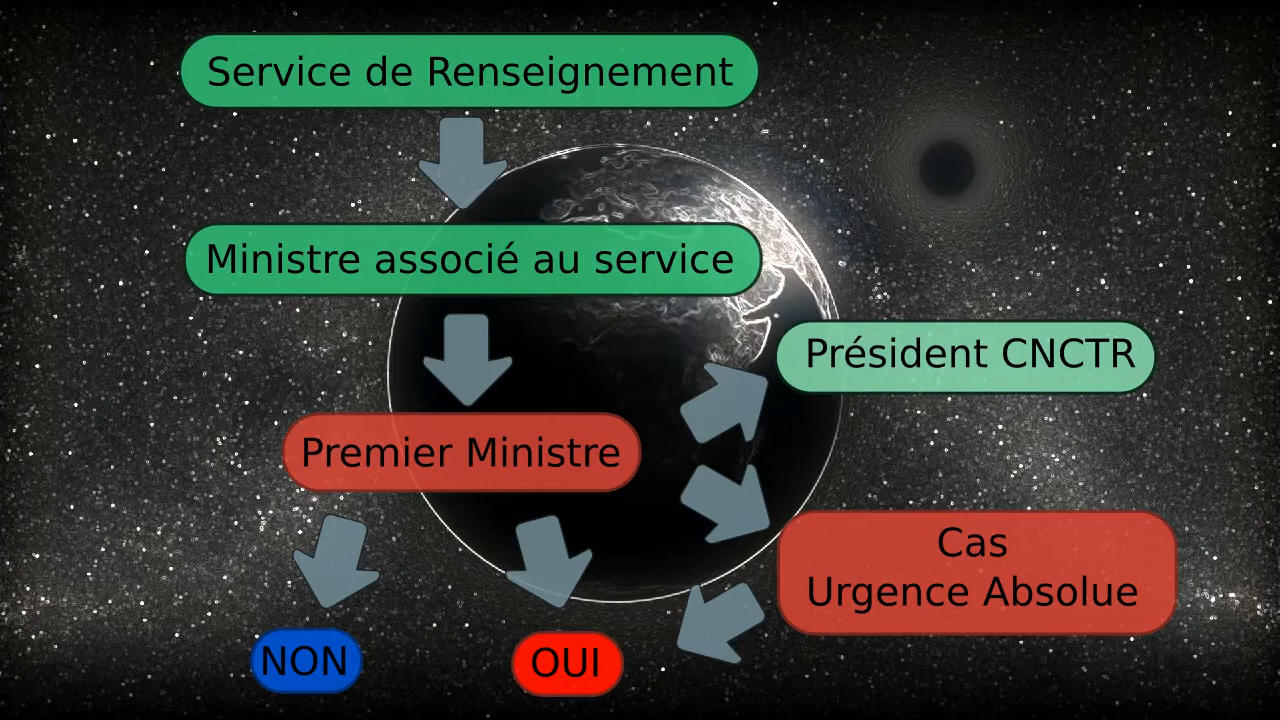 Service de Renseignement
Ministre associé au service
Président CNCTR
Premier Ministre
Cas
Urgence Absolue
NON
OUI